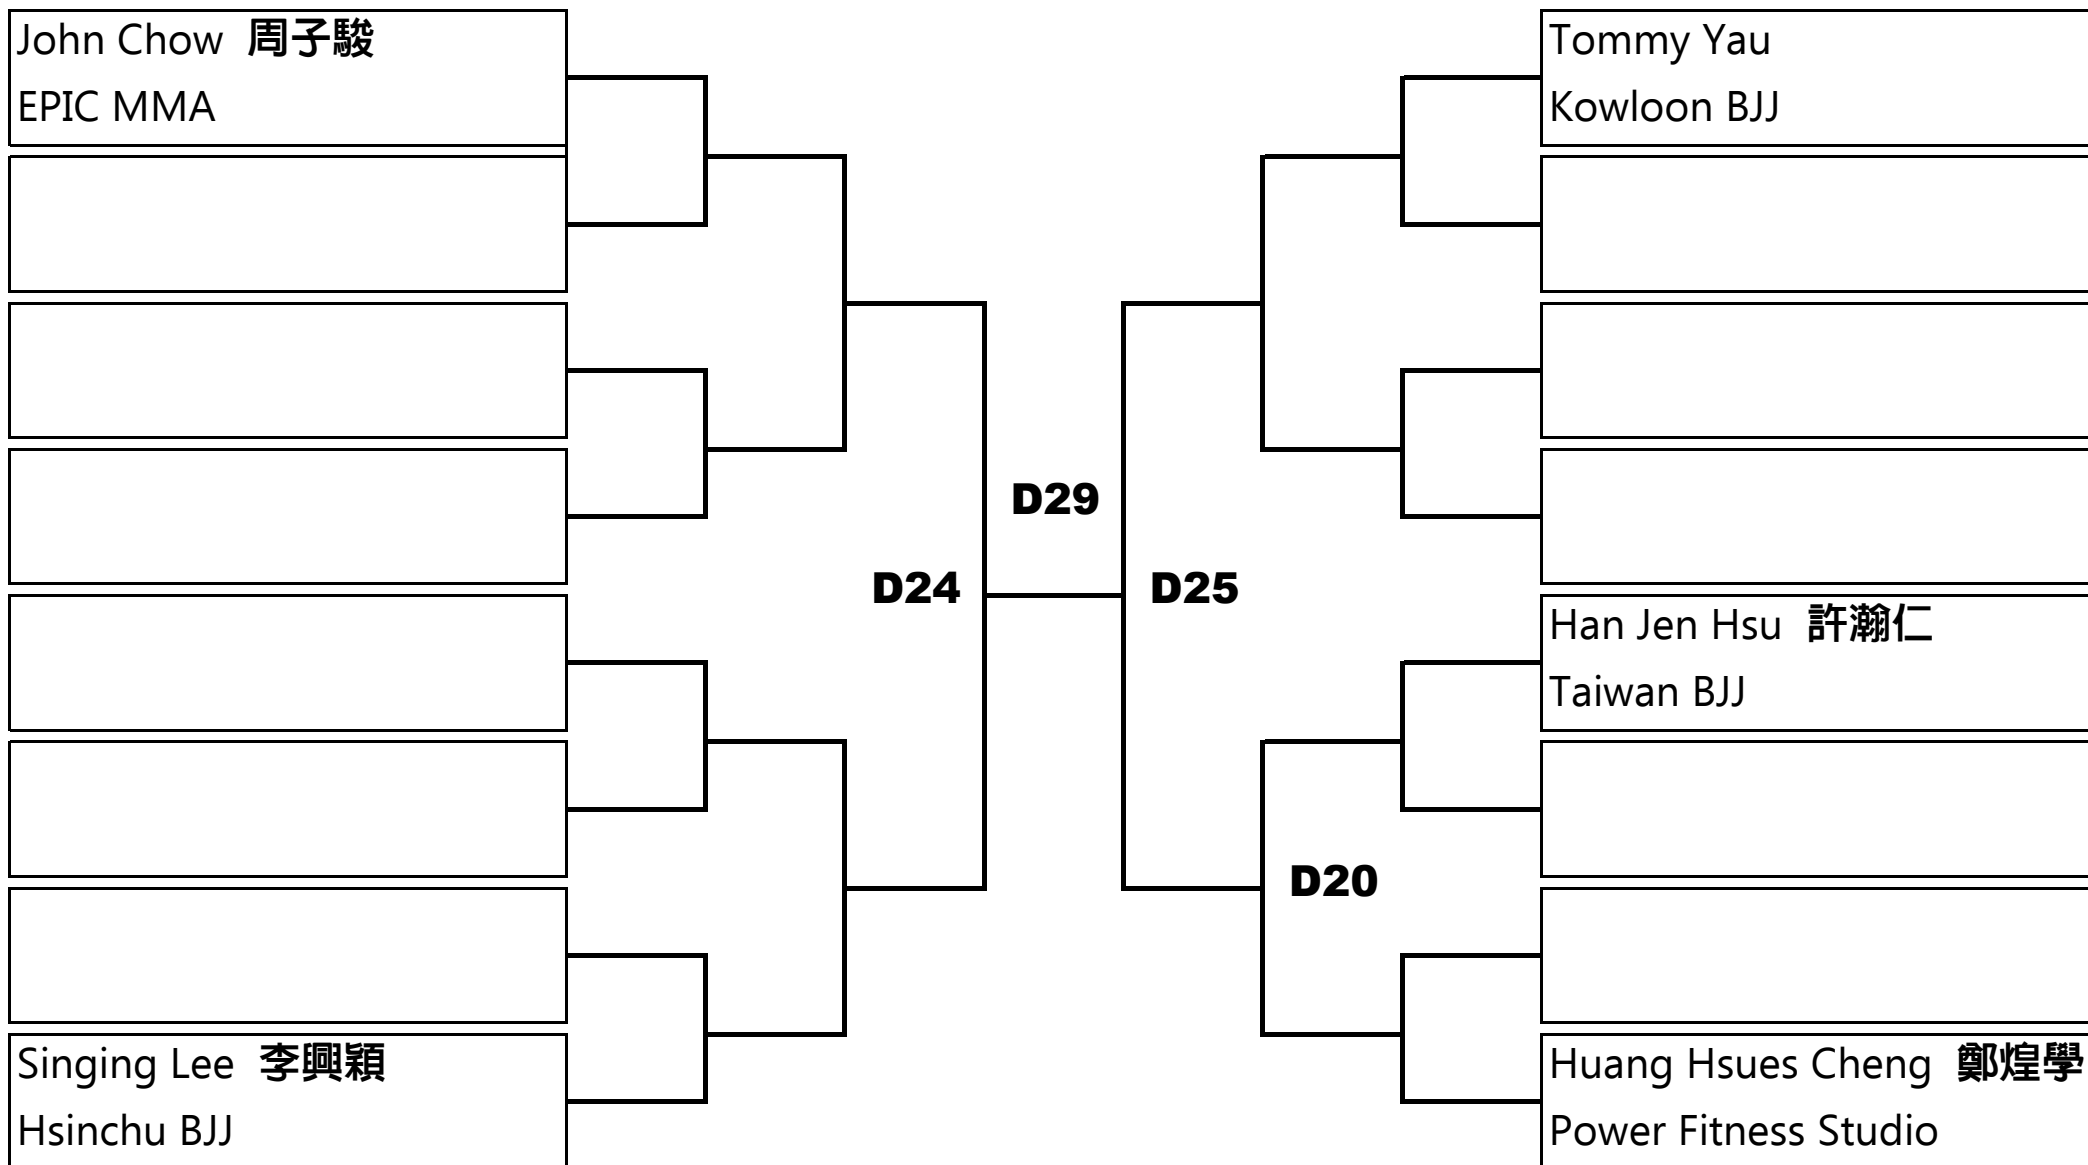 John Chow 周子駿
EPIC MMA
Tommy Yau
Kowloon BJJ
D29
D24
D25
Han Jen Hsu 許瀚仁
Taiwan BJJ
D20
Singing Lee 李興穎
Hsinchu BJJ
Huang Hsues Cheng 鄭煌學
Power Fitness Studio